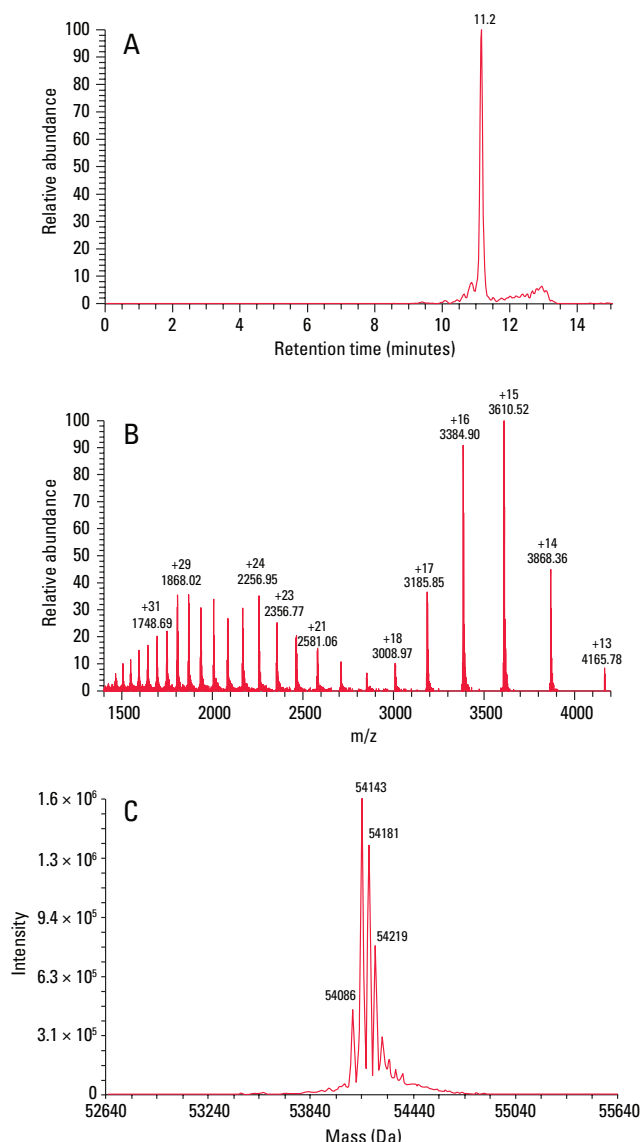 A
11.2
Relative abundance
100
90
80
70
60
50
40
30
20
10
0
0 2 4 6 8 10 12 14
Retention time (minutes)
B
Relative abundance
100
90
80
70
60
50
40
30
20
10
0
+31
1748.69
+29
1868.02
+24
2256.95
+23
2356.77
+21
2581.06
+18
3008.97
+17
3185.85
+16
3384.90
+15
3610.52
+14
3868.36
+13
4165.78
1500 2000 2500 3000 3500 4000
m/z
C
Intensity
1.6 × 10⁶
1.3 × 10⁶
9.4 × 10⁵
6.3 × 10⁵
3.1 × 10⁵
0
54143
54181
54219
54086
52640 53240 53840 54440 55040 55640
Mass (Da)